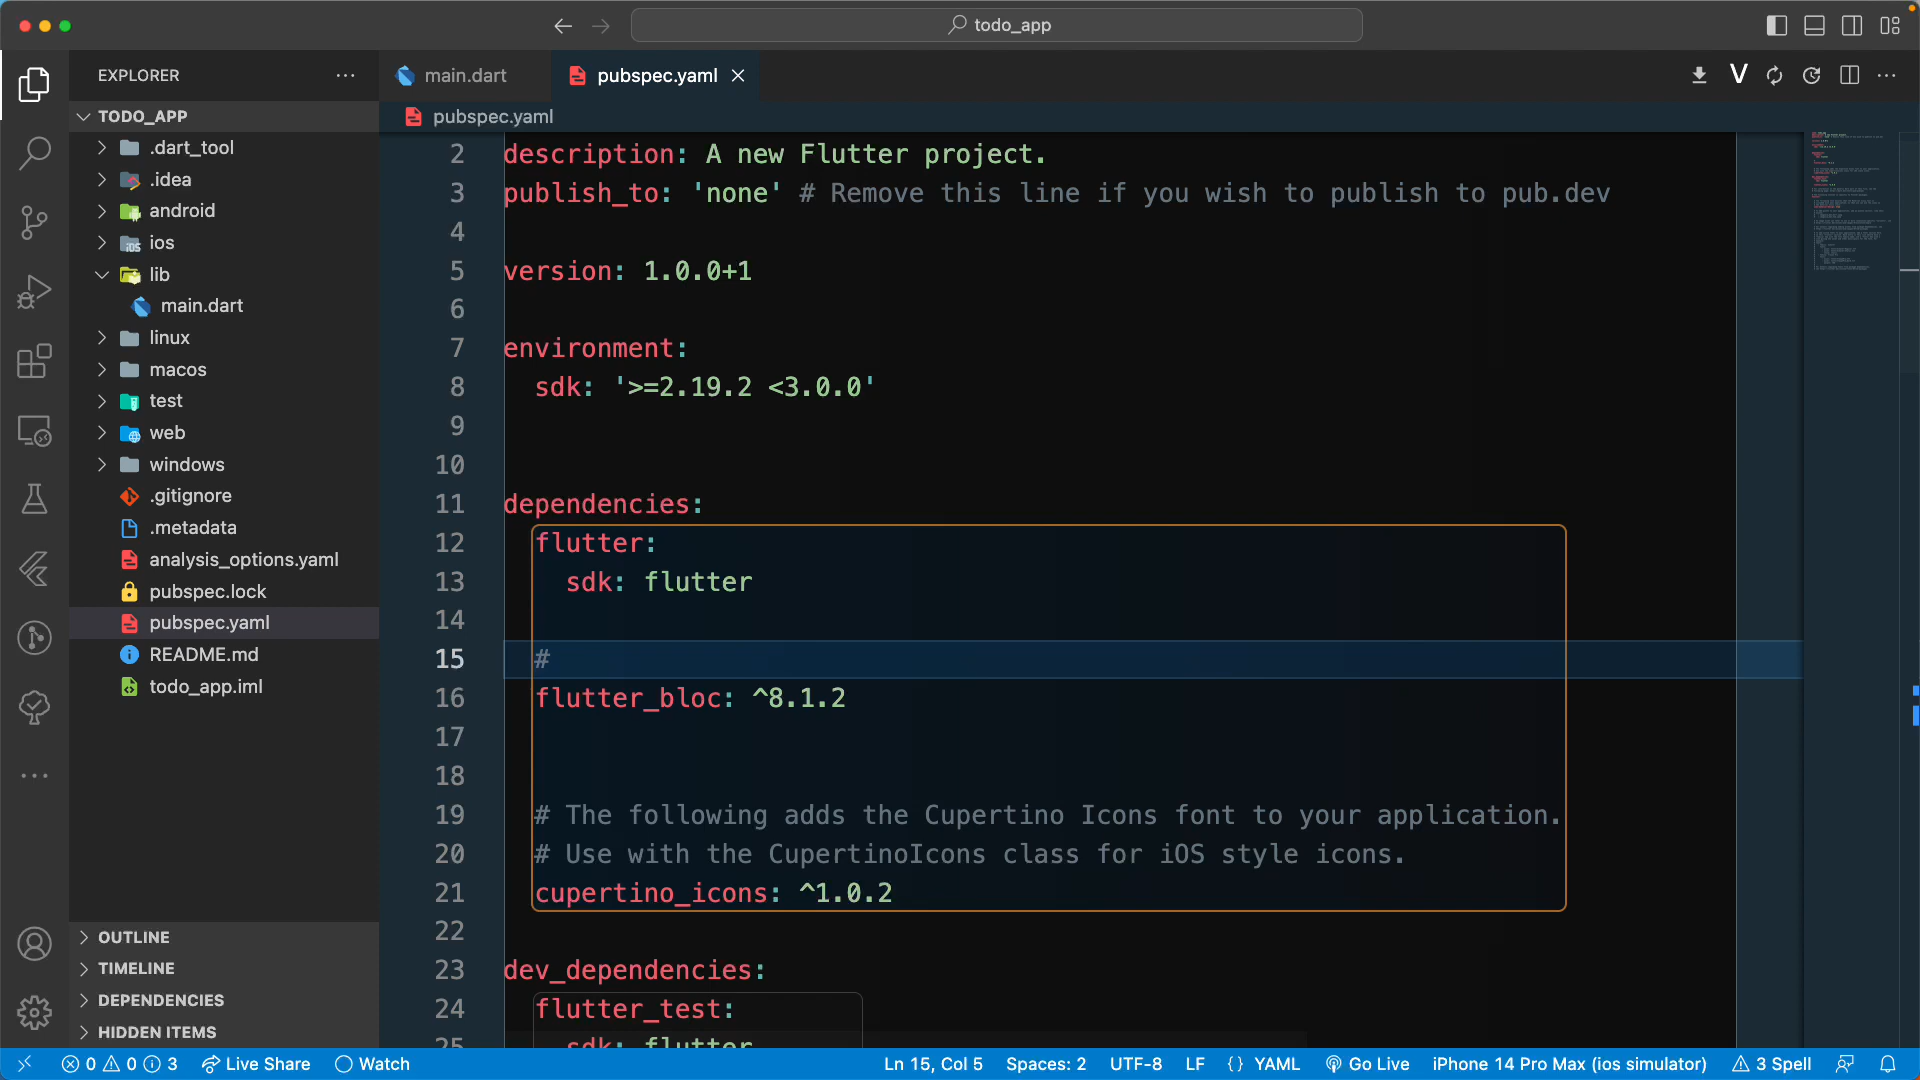 todo_app
EXPLORER
main.dart
pubspec.yaml
V
TODO_APP
.dart_tool
.idea
android
ios
lib
main.dart
linux
macos
test
web
windows
.gitignore
.metadata
analysis_options.yaml
pubspec.lock
pubspec.yaml
README.md
todo_app.iml
OUTLINE
TIMELINE
DEPENDENCIES
HIDDEN ITEMS
pubspec.yaml
2 description: A new Flutter project.
3 publish_to: 'none' # Remove this line if you wish to publish to pub.dev
4
5 version: 1.0.0+1
6
7 environment:
8 sdk: '>=2.19.2 <3.0.0'
9
10
11 dependencies:
12 flutter:
13 sdk: flutter
14
15 #
16 flutter_bloc: ^8.1.2
17
18
19 # The following adds the Cupertino Icons font to your application.
20 # Use with the CupertinoIcons class for iOS style icons.
21 cupertino_icons: ^1.0.2
22
23 dev_dependencies:
24 flutter_test:
25 sdk: flutter
0 0 3 Live Share Watch Ln 15, Col 5 Spaces: 2 UTF-8 LF {} YAML Go Live iPhone 14 Pro Max (ios simulator) 3 Spell